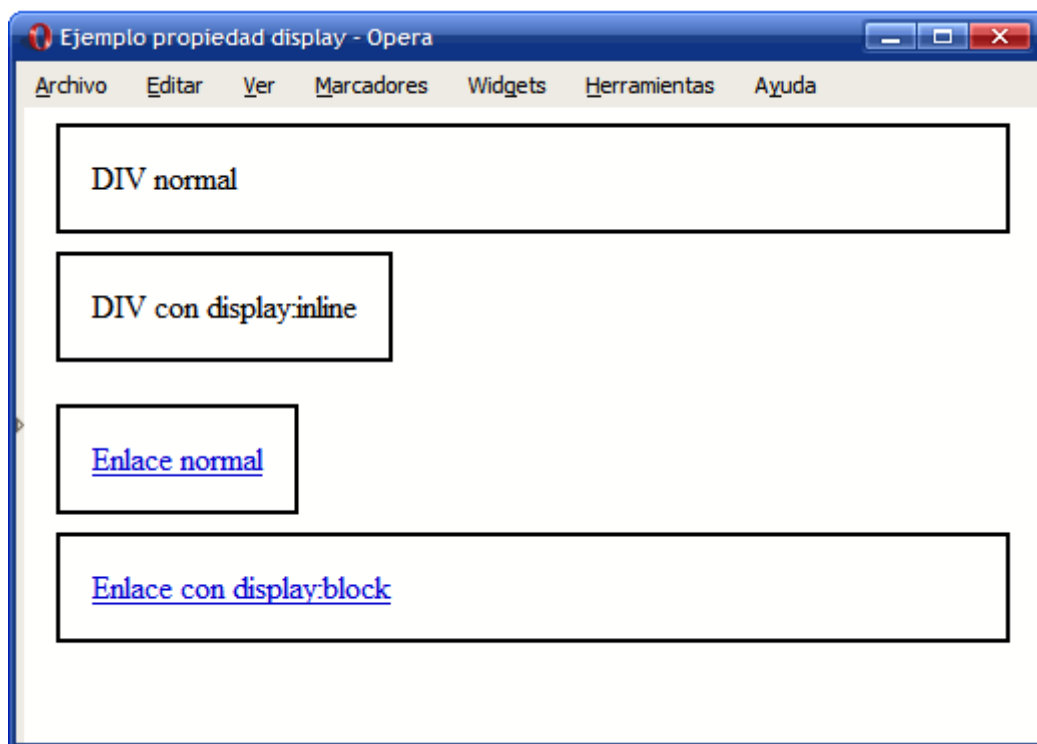 Ejemplo propiedad display - Opera
Archivo Editar Ver Marcadores Widgets Herramientas Ayuda
DIV normal
DIV con display:inline
Enlace normal
Enlace con display:block